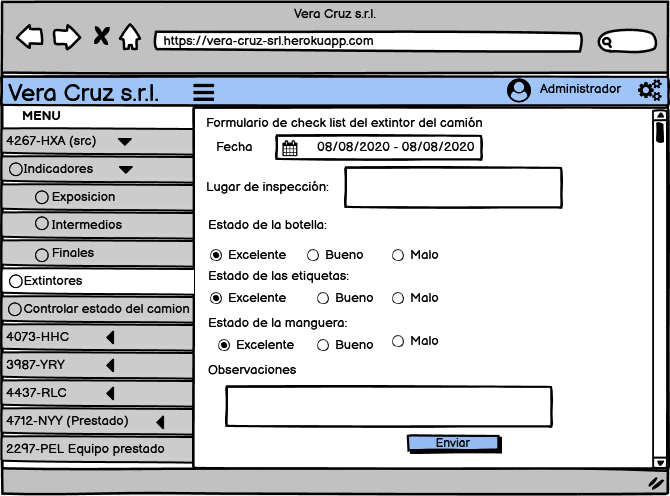 Vera Cruz s.r.l.
https://vera-cruz-srl.herokuapp.com
Vera Cruz s.r.l.
Administrador
MENU
4267-HXA (src)
Indicadores
Exposicion
Intermedios
Finales
Extintores
Controlar estado del camion
4073-HHC
3987-YRY
4437-RLC
4712-NYY (Prestado)
2297-PEL Equipo prestado
Formulario de check list del extintor del camión
Fecha 08/08/2020 - 08/08/2020
Lugar de inspección:
Estado de la botella:
Excelente Bueno Malo
Estado de las etiquetas:
Excelente Bueno Malo
Estado de la manguera:
Excelente Bueno Malo
Observaciones
Enviar